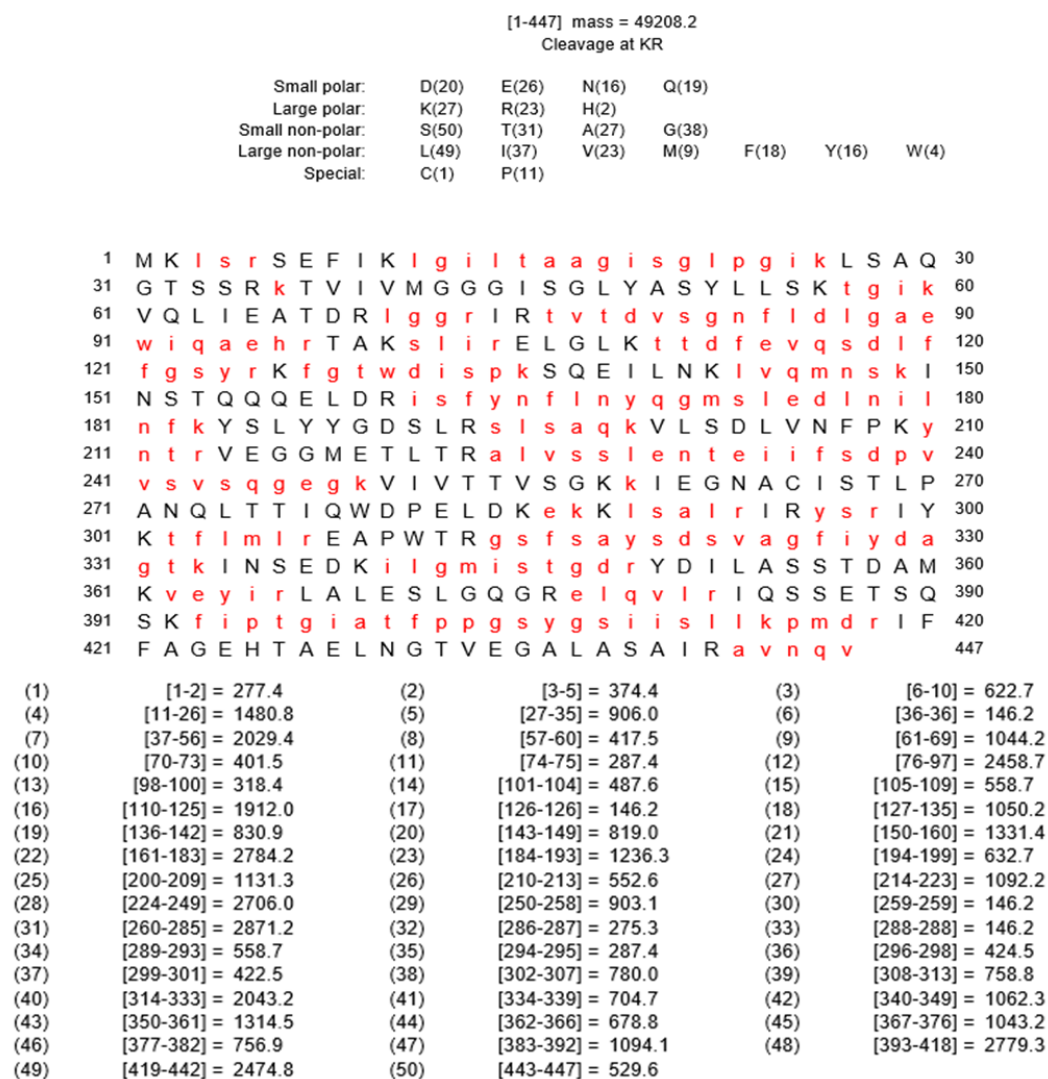 [1-447] mass = 49208.2
Cleavage at KR
Small polar: D(20) E(26) N(16) Q(19)
Large polar: K(27) R(23) H(2)
Small non-polar: S(50) T(31) A(27) G(38)
Large non-polar: L(49) I(37) V(23) M(9) F(18) Y(16) W(4)
Special: C(1) P(11)
1 M K l s r S E F I K l g i l t a a g i s g l p g i k L S A Q 30
31 G T S S R k T V I V M G G G I S G L Y A S Y L L S K t g i k 60
61 V Q L I E A T D R l g g r I R t v t d v s g n f l d l g a e 90
91 w i q a e h r T A K s l i r E L G L K t t d f e v q s d l f 120
121 f g s y r K f g t w d i s p k S Q E I L N K l v q m n s k I 150
151 N S T Q Q Q E L D R i s f y n f l n y q g m s l e d l n i l 180
181 n f k Y S L Y Y G D S L R s l s a q k V L S D L V N F P K y 210
211 n t r V E G G M E T L T R a l v s s l e n t e i i f s d p v 240
241 v s v s q g e g k V I V T T V S G K k I E G N A C I S T L P 270
271 A N Q L T T I Q W D P E L D K e k K l s a l r I R y s r I Y 300
301 K t f l m l r E A P W T R g s f s a y s d s v a g f i y d a 330
331 g t k I N S E D K i l g m i s t g d r Y D I L A S S T D A M 360
361 K v e y i r L A L E S L G Q G R e l q v l r I Q S S E T S Q 390
391 S K f i p t g i a t f p p g s y g s i i s l l k p m d r I F 420
421 F A G E H T A E L N G T V E G A L A S A I R a v n q v 447
(1) [1-2] = 277.4 (2) [3-5] = 374.4 (3) [6-10] = 622.7
(4) [11-26] = 1480.8 (5) [27-35] = 906.0 (6) [36-36] = 146.2
(7) [37-56] = 2029.4 (8) [57-60] = 417.5 (9) [61-69] = 1044.2
(10) [70-73] = 401.5 (11) [74-75] = 287.4 (12) [76-97] = 2458.7
(13) [98-100] = 318.4 (14) [101-104] = 487.6 (15) [105-109] = 558.7
(16) [110-125] = 1912.0 (17) [126-126] = 146.2 (18) [127-135] = 1050.2
(19) [136-142] = 830.9 (20) [143-149] = 819.0 (21) [150-160] = 1331.4
(22) [161-183] = 2784.2 (23) [184-193] = 1236.3 (24) [194-199] = 632.7
(25) [200-209] = 1131.3 (26) [210-213] = 552.6 (27) [214-223] = 1092.2
(28) [224-249] = 2706.0 (29) [250-258] = 903.1 (30) [259-259] = 146.2
(31) [260-285] = 2871.2 (32) [286-287] = 275.3 (33) [288-288] = 146.2
(34) [289-293] = 558.7 (35) [294-295] = 287.4 (36) [296-298] = 424.5
(37) [299-301] = 422.5 (38) [302-307] = 780.0 (39) [308-313] = 758.8
(40) [314-333] = 2043.2 (41) [334-339] = 704.7 (42) [340-349] = 1062.3
(43) [350-361] = 1314.5 (44) [362-366] = 678.8 (45) [367-376] = 1043.2
(46) [377-382] = 756.9 (47) [383-392] = 1094.1 (48) [393-418] = 2779.3
(49) [419-442] = 2474.8 (50) [443-447] = 529.6